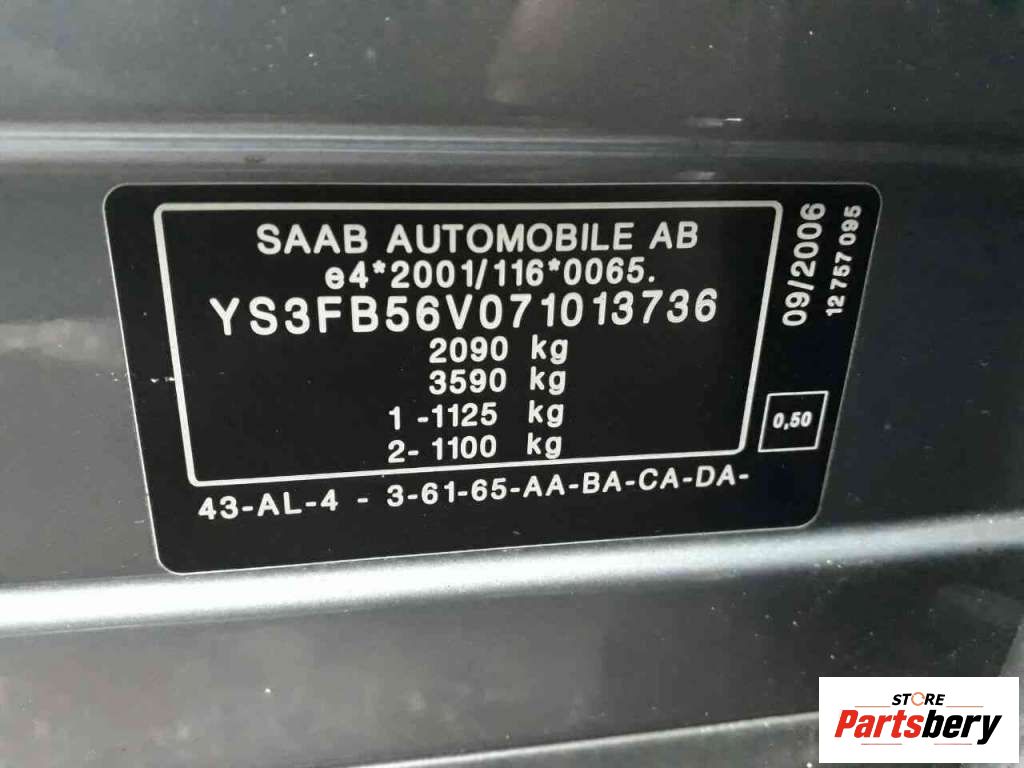 SAAB AUTOMOBILE AB
e4*2001/116*0065.
YS3FB56V071013736
2090 kg
3590 kg
1 -1125 kg
2- 1100 kg
43-AL-4 - 3-61-65-AA-BA-CA-DA-
09/2006
12 757 095
0,50
STORE
Partsbery